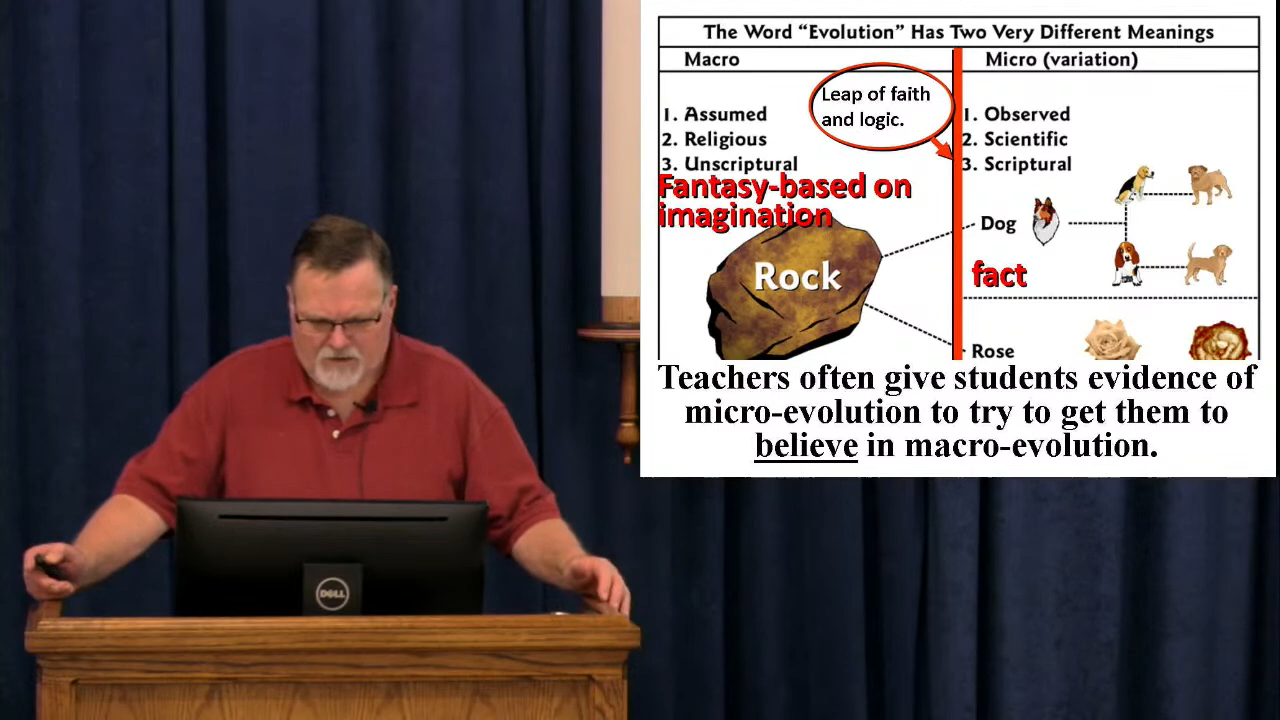 The Word “Evolution” Has Two Very Different Meanings
Macro
Micro (variation)
Leap of faith
and logic.
1. Assumed
2. Religious
3. Unscriptural
Fantasy-based on
imagination
Rock
1. Observed
2. Scientific
3. Scriptural
Dog
fact
Rose
Teachers often give students evidence of
micro-evolution to try to get them to
believe in macro-evolution.
DELL